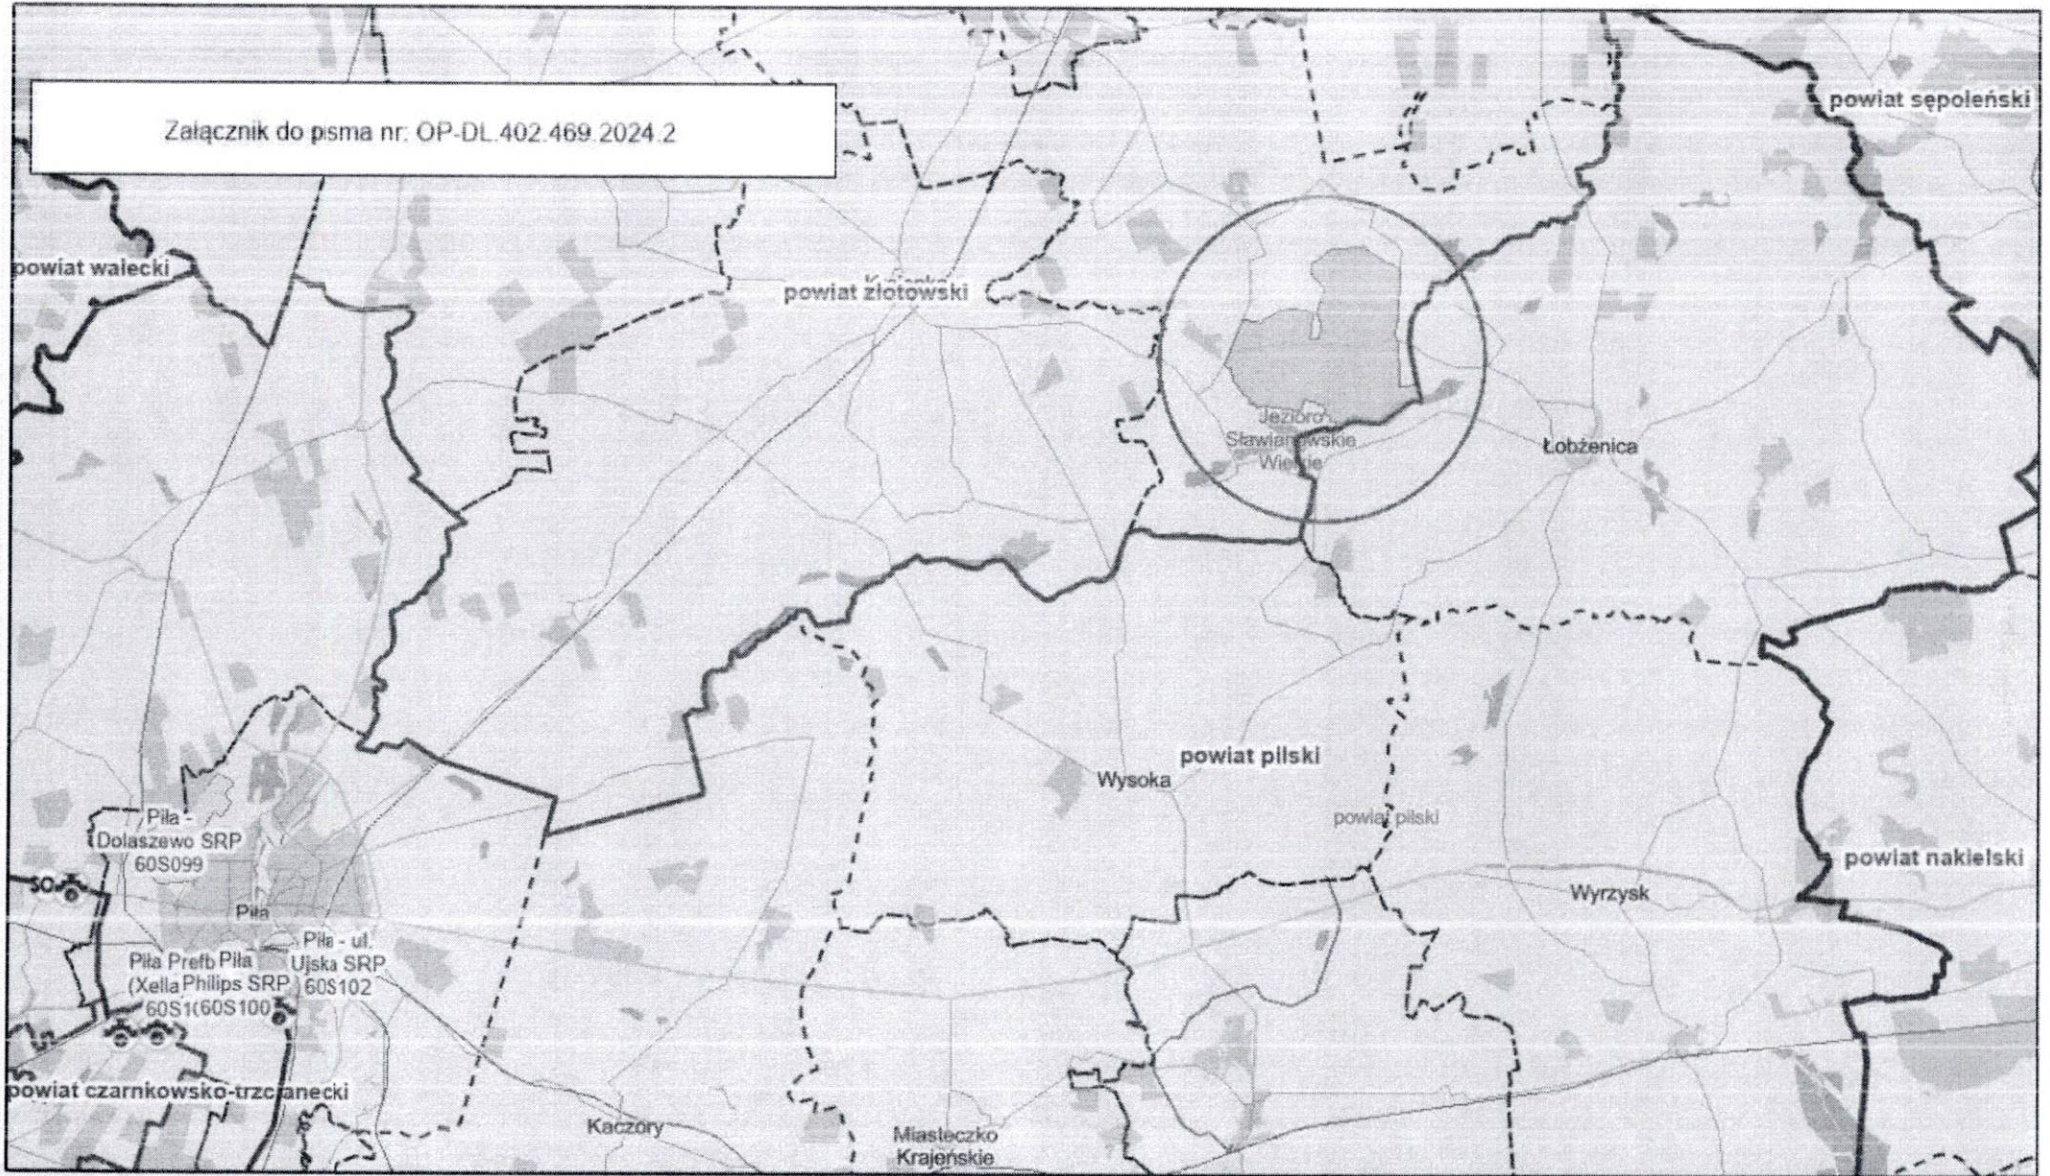 Załącznik do pisma nr: OP-DL.402.469.2024.2
powiat sępoleński
powiat wałecki
powiat złotowski
Jezioro
Sławianowskie
Wielkie
Łobżenica
powiat pilski
Wysoka
powiat pilski
powiat nakielski
Wyrzysk
Piła -
Dolaszewo SRP
60S099
SO
Piła
Piła - ul.
Ujska SRP
60S102
Piła Prefb
(Xella
60S1(
Piła
Philips SRP
60S100
powiat czarnkowsko-trzcianecki
Kaczory
Miasteczko
Krajeńskie